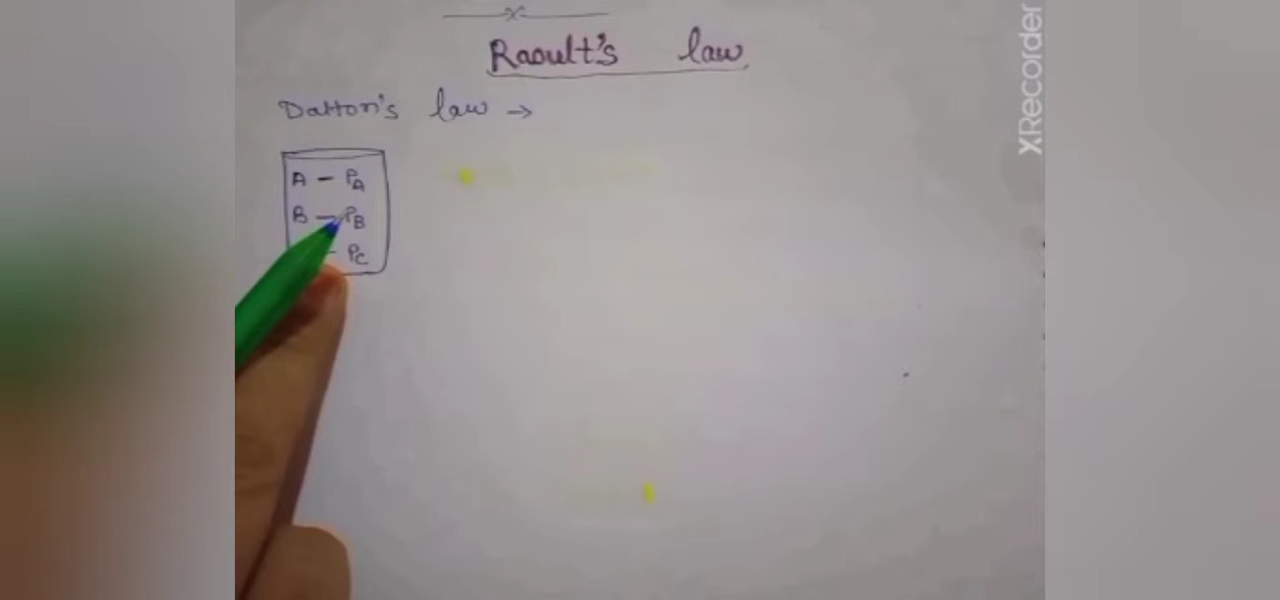 x
Raoult's law
Dalton's law →
A – PA
B – PB
– PC
XRecorder